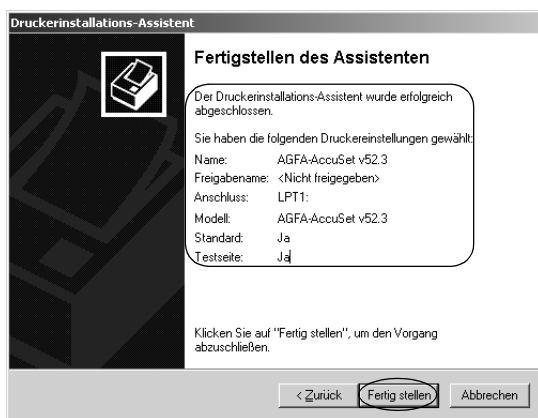 Druckerinstallations-Assistent
Fertigstellen des Assistenten
Der Druckerinstallations-Assistent wurde erfolgreich
abgeschlossen.
Sie haben die folgenden Druckereinstellungen gewählt:
Name: AGFA-AccuSet v52.3
Freigabename: <Nicht freigegeben>
Anschluss: LPT1:
Modell: AGFA-AccuSet v52.3
Standard: Ja
Testseite: Ja
Klicken Sie auf "Fertig stellen", um den Vorgang
abzuschließen.
< Zurück Fertig stellen Abbrechen